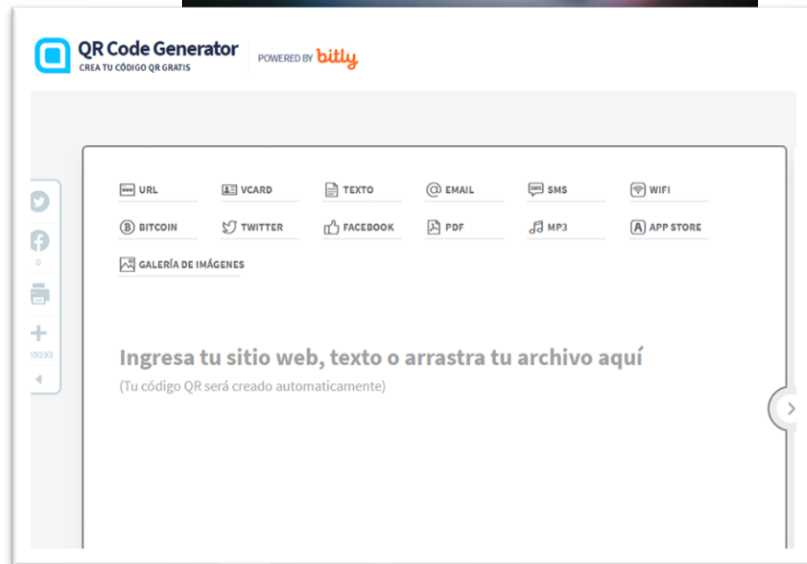 QR Code Generator
CREA TU CÓDIGO QR GRATIS
POWERED BY bitly
URL VCARD TEXTO EMAIL SMS WIFI
BITCOIN TWITTER FACEBOOK PDF MP3 APP STORE
GALERÍA DE IMÁGENES
0
Ingresa tu sitio web, texto o arrastra tu archivo aquí
(Tu código QR será creado automaticamente)